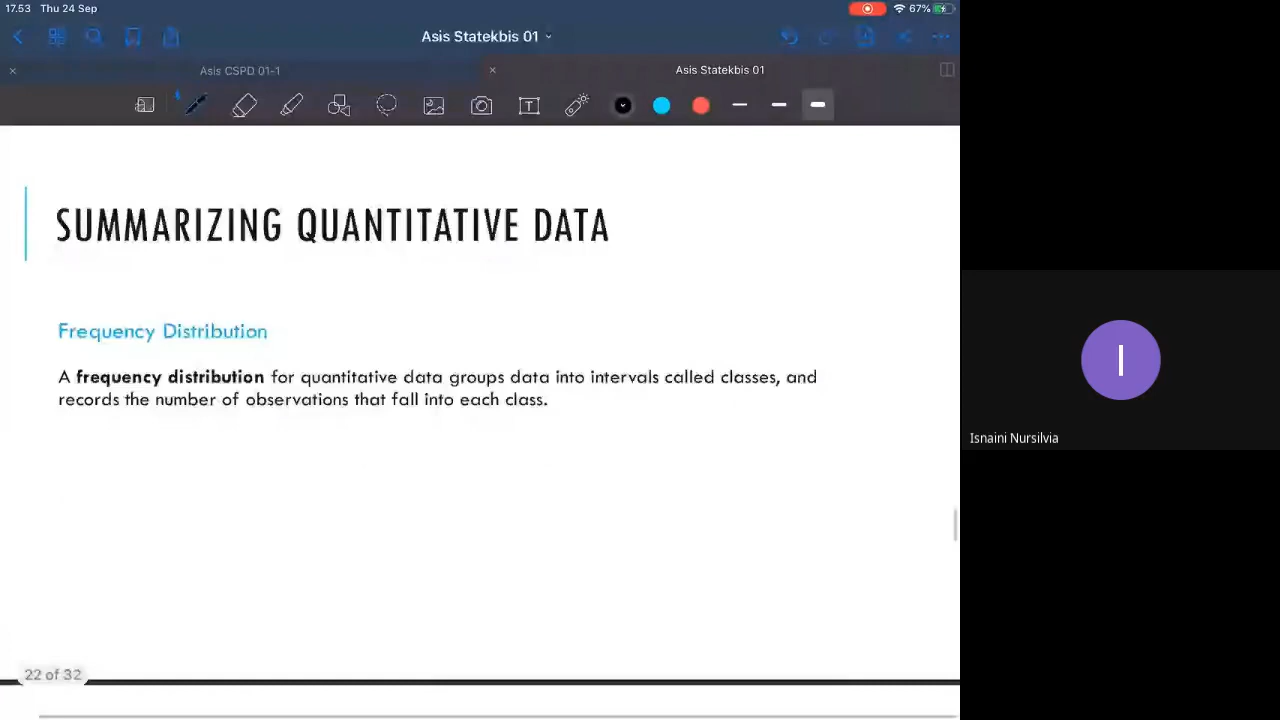 17.53 Thu 24 Sep
67%
Asis Statekbis 01
Asis CSPD 01-1
Asis Statekbis 01
T
SUMMARIZING QUANTITATIVE DATA
Frequency Distribution
A frequency distribution for quantitative data groups data into intervals called classes, and
records the number of observations that fall into each class.
22 of 32
I
Isnaini Nursilvia